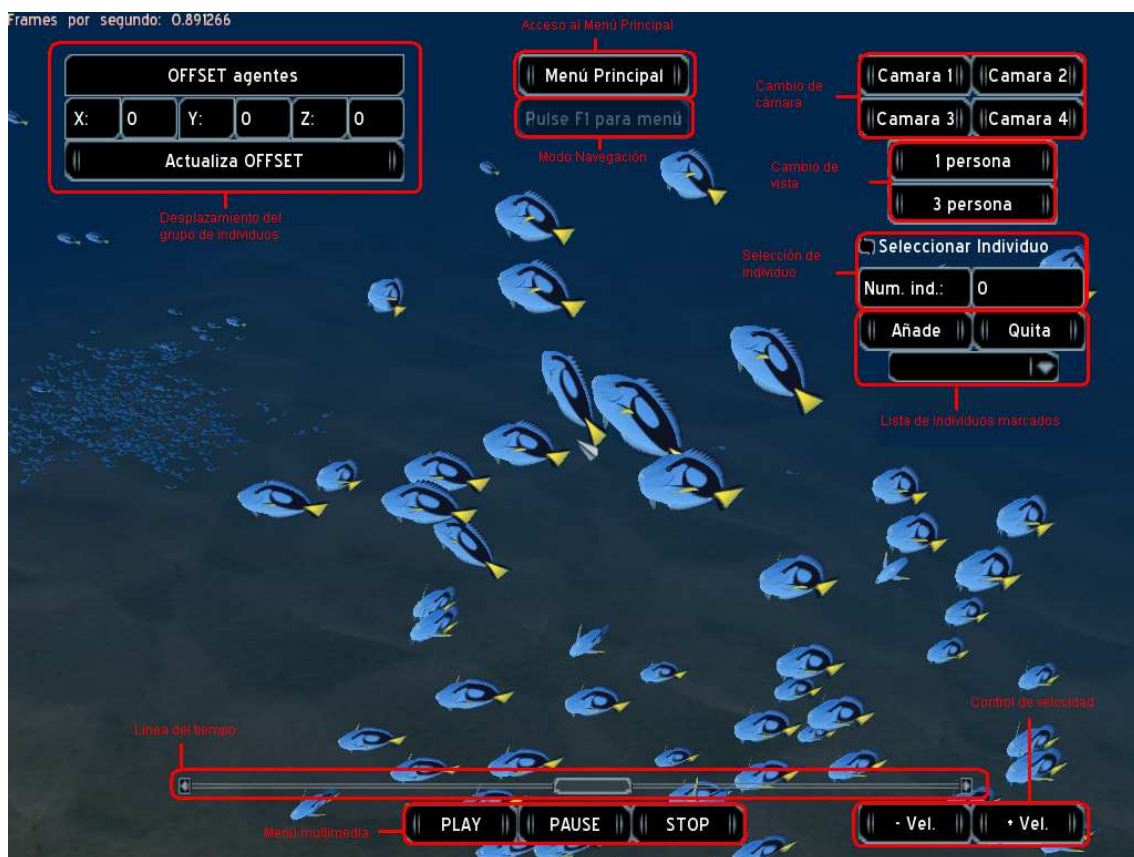 Frames por segundo: 0.891266
Acceso al Menú Principal
OFFSET agentes
X: 0 Y: 0 Z: 0
Actualiza OFFSET
Desplazamiento del
grupo de individuos
Menú Principal
Pulse F1 para menú
Modo Navegación
Cambio de
cámara
Camara 1 Camara 2
Camara 3 Camara 4
Cambio de
vista
1 persona
3 persona
Selección de
individuo
Seleccionar Individuo
Num. ind.: 0
Añade Quita
Lista de individuos marcados
Línea del tiempo
Control de velocidad
Menú multimedia
PLAY PAUSE STOP
- Vel. + Vel.